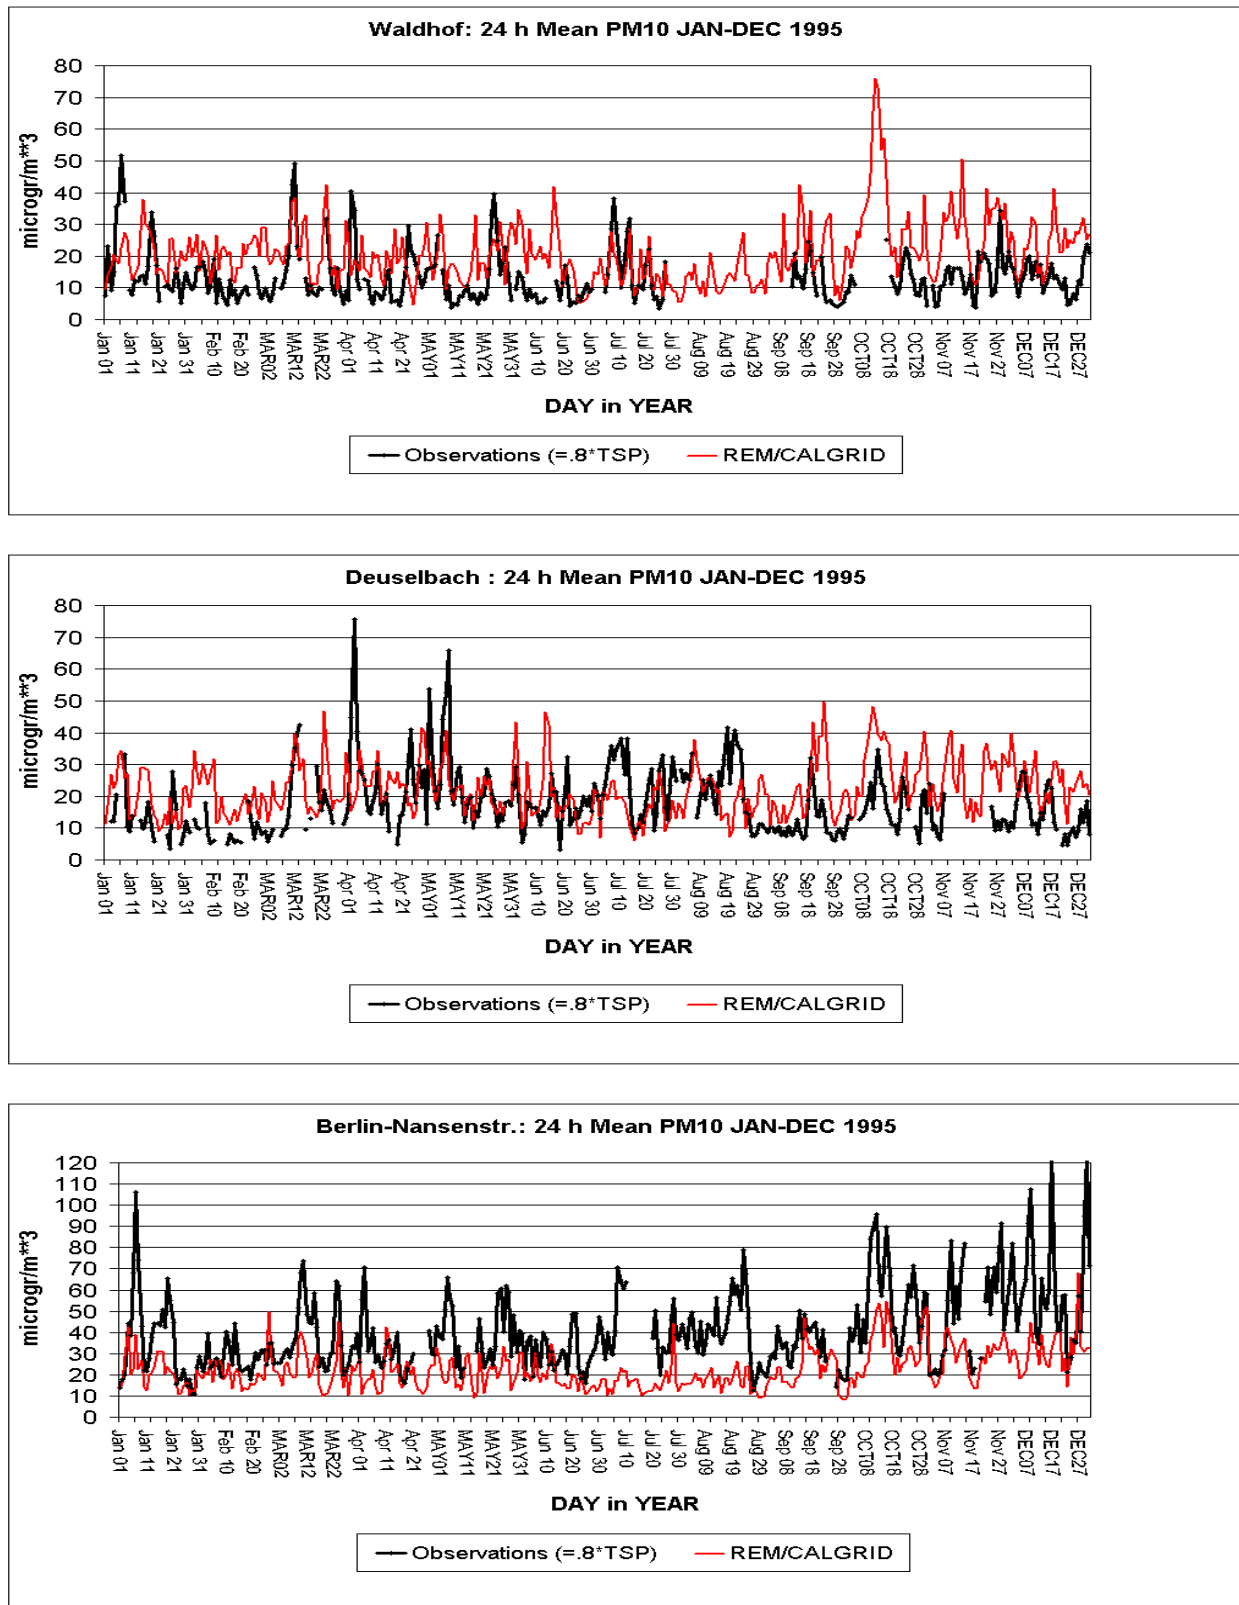 Waldhof: 24 h Mean PM10 JAN-DEC 1995
80
70
60
50
40
30
20
10
0
microgr/m**3
Jan 01
Jan 11
Jan 21
Jan 31
Feb 10
Feb 20
MAR02
MAR12
MAR22
Apr 01
Apr 11
Apr 21
MAY01
MAY11
MAY21
MAY31
Jun 10
Jun 20
Jun 30
Jul 10
Jul 20
Jul 30
Aug 09
Aug 19
Aug 29
Sep 08
Sep 18
Sep 28
OCT08
OCT18
OCT28
Nov 07
Nov 17
Nov 27
DEC07
DEC17
DEC27
DAY in YEAR
Observations (=.8*TSP) REM/CALGRID
Deuselbach : 24 h Mean PM10 JAN-DEC 1995
80
70
60
50
40
30
20
10
0
microgr/m**3
Jan 01
Jan 11
Jan 21
Jan 31
Feb 10
Feb 20
MAR02
MAR12
MAR22
Apr 01
Apr 11
Apr 21
MAY01
MAY11
MAY21
MAY31
Jun 10
Jun 20
Jun 30
Jul 10
Jul 20
Jul 30
Aug 09
Aug 19
Aug 29
Sep 08
Sep 18
Sep 28
OCT08
OCT18
OCT28
Nov 07
Nov 17
Nov 27
DEC07
DEC17
DEC27
DAY in YEAR
Observations (=.8*TSP) REM/CALGRID
Berlin-Nansenstr.: 24 h Mean PM10 JAN-DEC 1995
120
110
100
90
80
70
60
50
40
30
20
10
0
microgr/m**3
Jan 01
Jan 11
Jan 21
Jan 31
Feb 10
Feb 20
MAR02
MAR12
MAR22
Apr 01
Apr 11
Apr 21
MAY01
MAY11
MAY21
MAY31
Jun 10
Jun 20
Jun 30
Jul 10
Jul 20
Jul 30
Aug 09
Aug 19
Aug 29
Sep 08
Sep 18
Sep 28
OCT08
OCT18
OCT28
Nov 07
Nov 17
Nov 27
DEC07
DEC17
DEC27
DAY in YEAR
Observations (=.8*TSP) REM/CALGRID